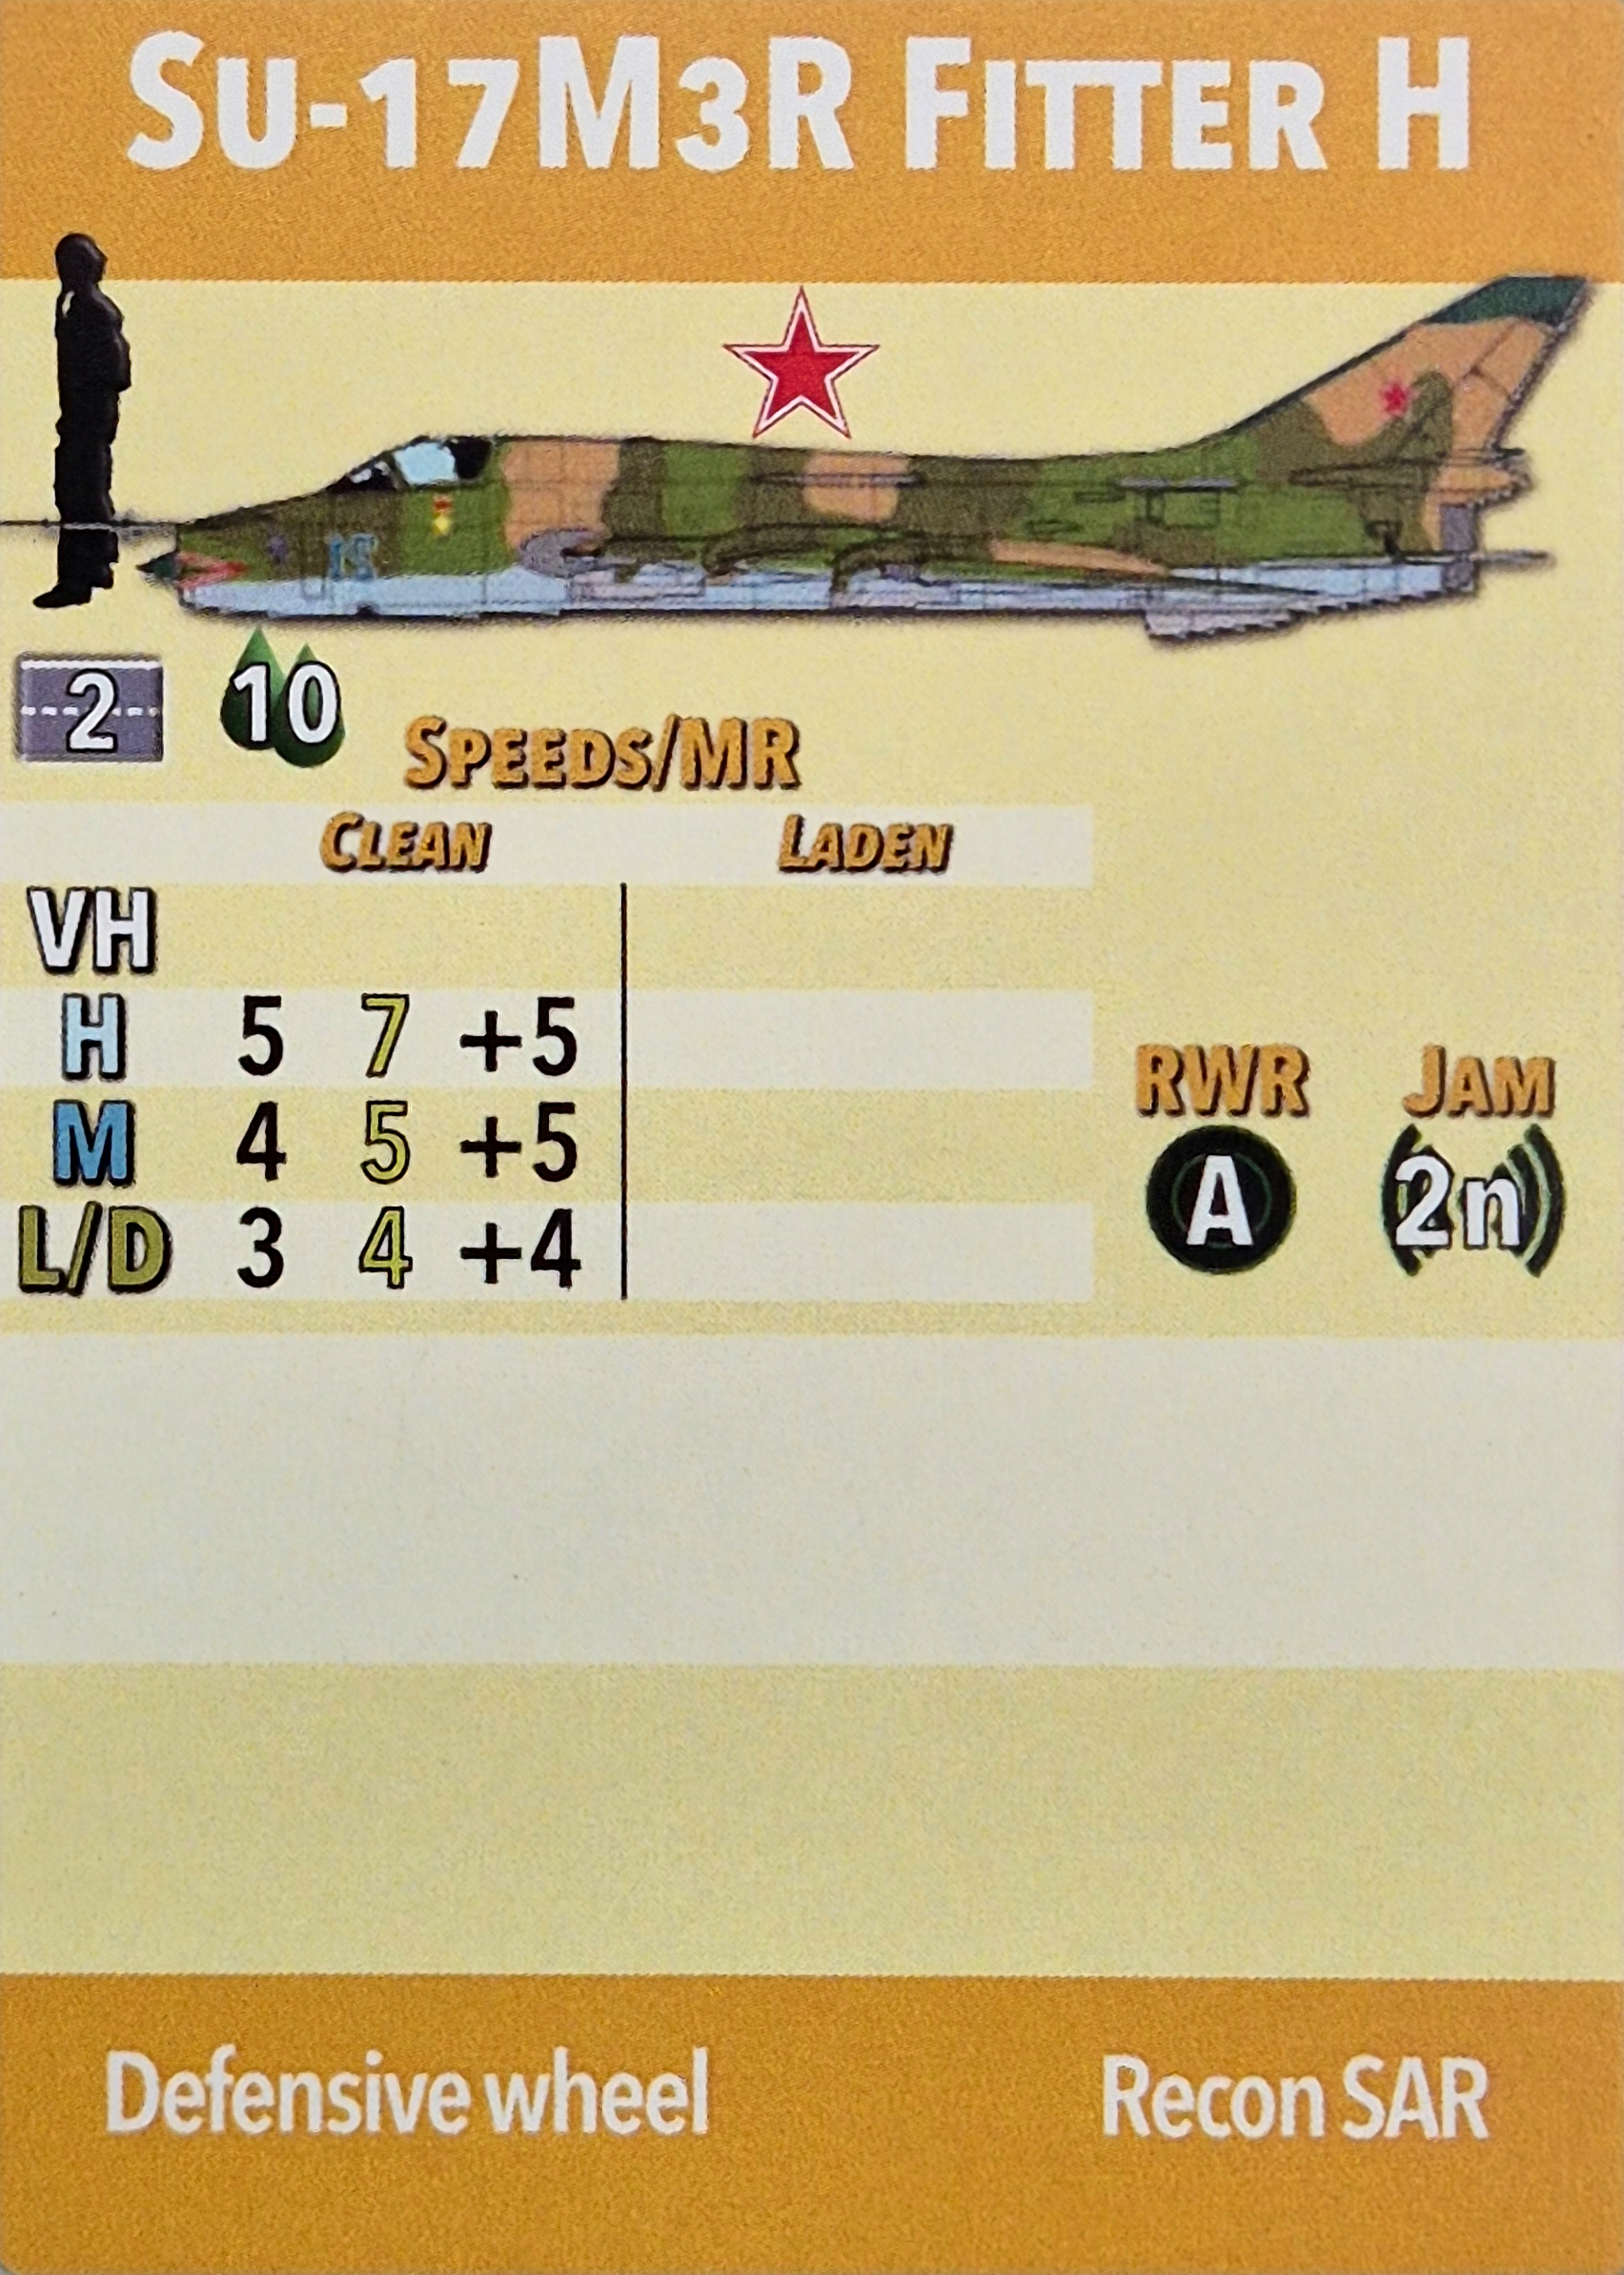 Su-17M3R Fitter H
15
2
10
Speeds/MR
Clean Laden
VH
H 5 7 +5
M 4 5 +5
L/D 3 4 +4
RWR Jam
A 2n
Defensive wheel Recon SAR